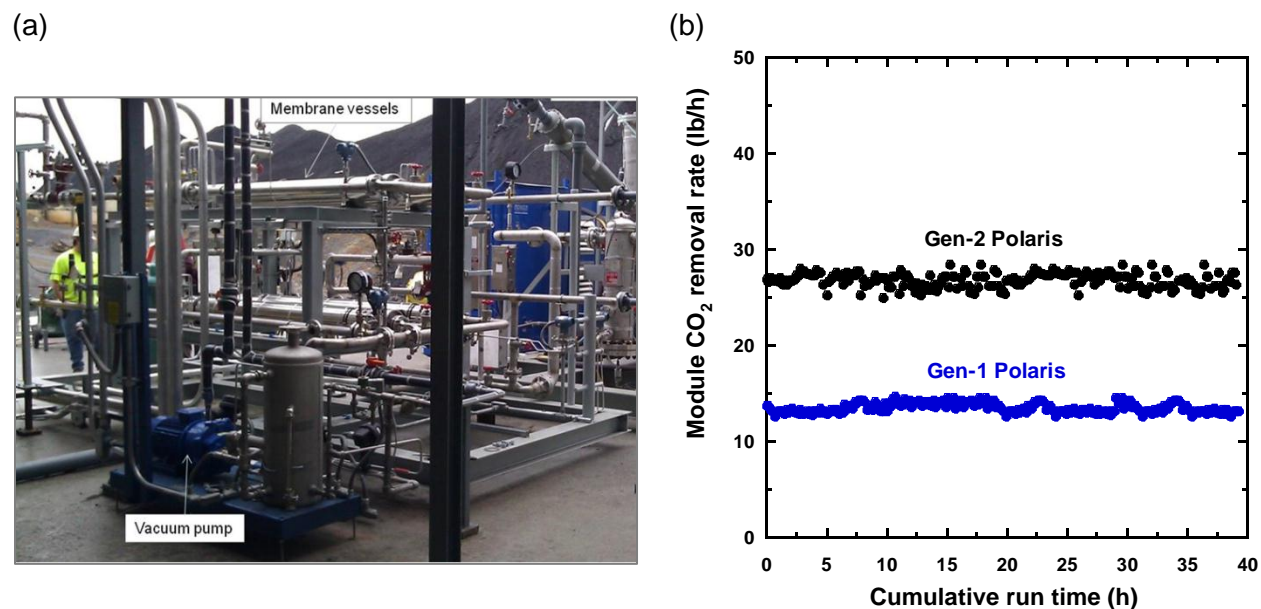 (a)
Membrane vessels
Vacuum pump
(b)
Module CO₂ removal rate (lb/h)
50
40
30
20
10
0
Gen-2 Polaris
Gen-1 Polaris
0 5 10 15 20 25 30 35 40
Cumulative run time (h)